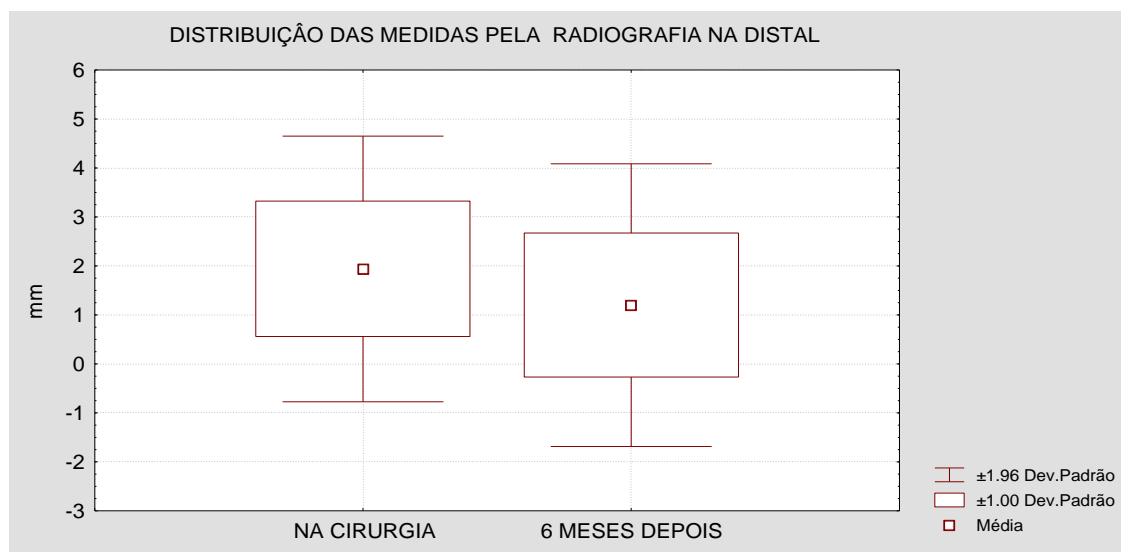 DISTRIBUIÇÂO DAS MEDIDAS PELA RADIOGRAFIA NA DISTAL
6
5
4
3
2
1
0
-1
-2
-3
mm
NA CIRURGIA
6 MESES DEPOIS
±1.96 Dev.Padrão
±1.00 Dev.Padrão
Média